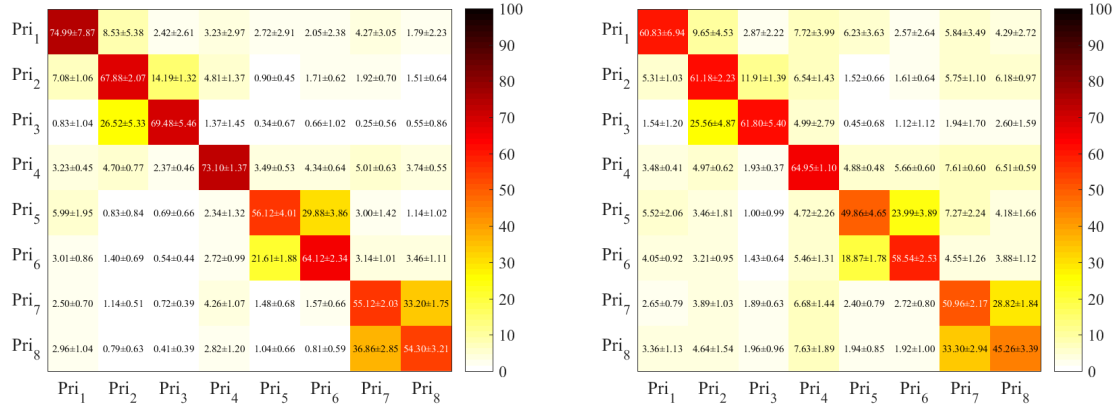 Pri1 74.99±7.87 8.53±5.38 2.42±2.61 3.23±2.97 2.72±2.91 2.05±2.38 4.27±3.05 1.79±2.23
Pri2 7.08±1.06 67.88±2.07 14.19±1.32 4.81±1.37 0.90±0.45 1.71±0.62 1.92±0.70 1.51±0.64
Pri3 0.83±1.04 26.52±5.33 69.48±5.46 1.37±1.45 0.34±0.67 0.66±1.02 0.25±0.56 0.55±0.86
Pri4 3.23±0.45 4.70±0.77 2.37±0.46 73.10±1.37 3.49±0.53 4.34±0.64 5.01±0.63 3.74±0.55
Pri5 5.99±1.95 0.83±0.84 0.69±0.66 2.34±1.32 56.12±4.01 29.88±3.86 3.00±1.42 1.14±1.02
Pri6 3.01±0.86 1.40±0.69 0.54±0.44 2.72±0.99 21.61±1.88 64.12±2.34 3.14±1.01 3.46±1.11
Pri7 2.50±0.70 1.14±0.51 0.72±0.39 4.26±1.07 1.48±0.68 1.57±0.66 55.12±2.03 33.20±1.75
Pri8 2.96±1.04 0.79±0.63 0.41±0.39 2.82±1.20 1.04±0.66 0.81±0.59 36.86±2.85 54.30±3.21
Pri1 Pri2 Pri3 Pri4 Pri5 Pri6 Pri7 Pri8
100
90
80
70
60
50
40
30
20
10
0
Pri1 60.83±6.94 9.65±4.53 2.87±2.22 7.72±3.99 6.23±3.63 2.57±2.64 5.84±3.49 4.29±2.72
Pri2 5.31±1.03 61.18±2.23 11.91±1.39 6.54±1.43 1.52±0.66 1.61±0.64 5.75±1.10 6.18±0.97
Pri3 1.54±1.20 25.56±4.87 61.80±5.40 4.99±2.79 0.45±0.68 1.12±1.12 1.94±1.70 2.60±1.59
Pri4 3.48±0.41 4.97±0.62 1.93±0.37 64.95±1.10 4.88±0.48 5.66±0.60 7.61±0.60 6.51±0.59
Pri5 5.52±2.06 3.46±1.81 1.00±0.99 4.72±2.26 49.86±4.65 23.99±3.89 7.27±2.24 4.18±1.66
Pri6 4.05±0.92 3.21±0.95 1.43±0.64 5.46±1.31 18.87±1.78 58.54±2.53 4.55±1.26 3.88±1.12
Pri7 2.65±0.79 3.89±1.03 1.89±0.63 6.68±1.44 2.40±0.79 2.72±0.80 50.96±2.17 28.82±1.84
Pri8 3.36±1.13 4.64±1.54 1.96±0.96 7.63±1.89 1.94±0.85 1.92±1.00 33.30±2.94 45.26±3.39
Pri1 Pri2 Pri3 Pri4 Pri5 Pri6 Pri7 Pri8
100
90
80
70
60
50
40
30
20
10
0